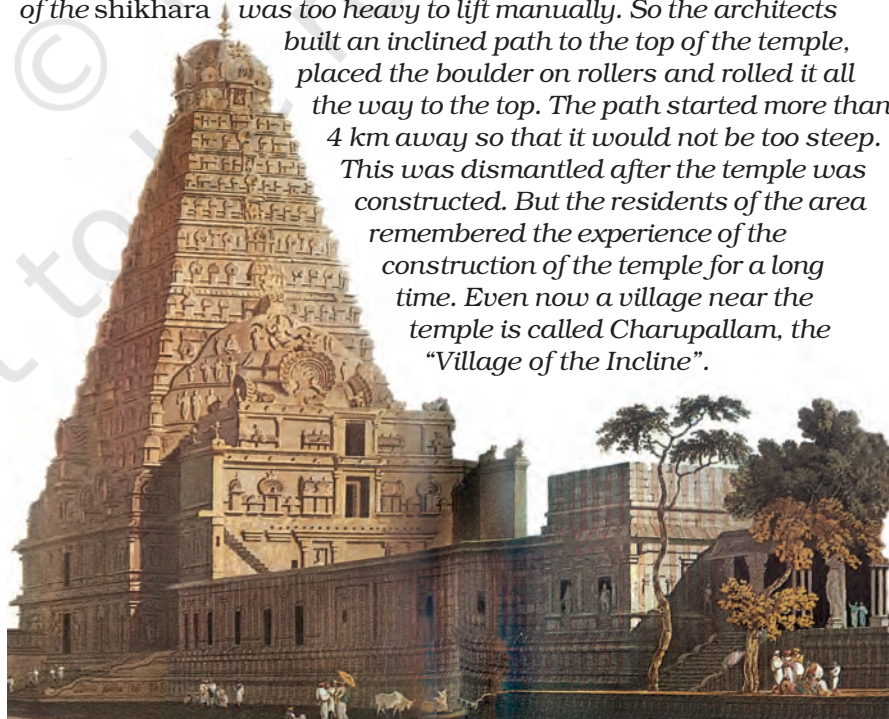 of the shikhara was too heavy to lift manually. So the architects
built an inclined path to the top of the temple,
placed the boulder on rollers and rolled it all
the way to the top. The path started more than
4 km away so that it would not be too steep.
This was dismantled after the temple was
constructed. But the residents of the area
remembered the experience of the
construction of the temple for a long
time. Even now a village near the
temple is called Charupallam, the
“Village of the Incline”.